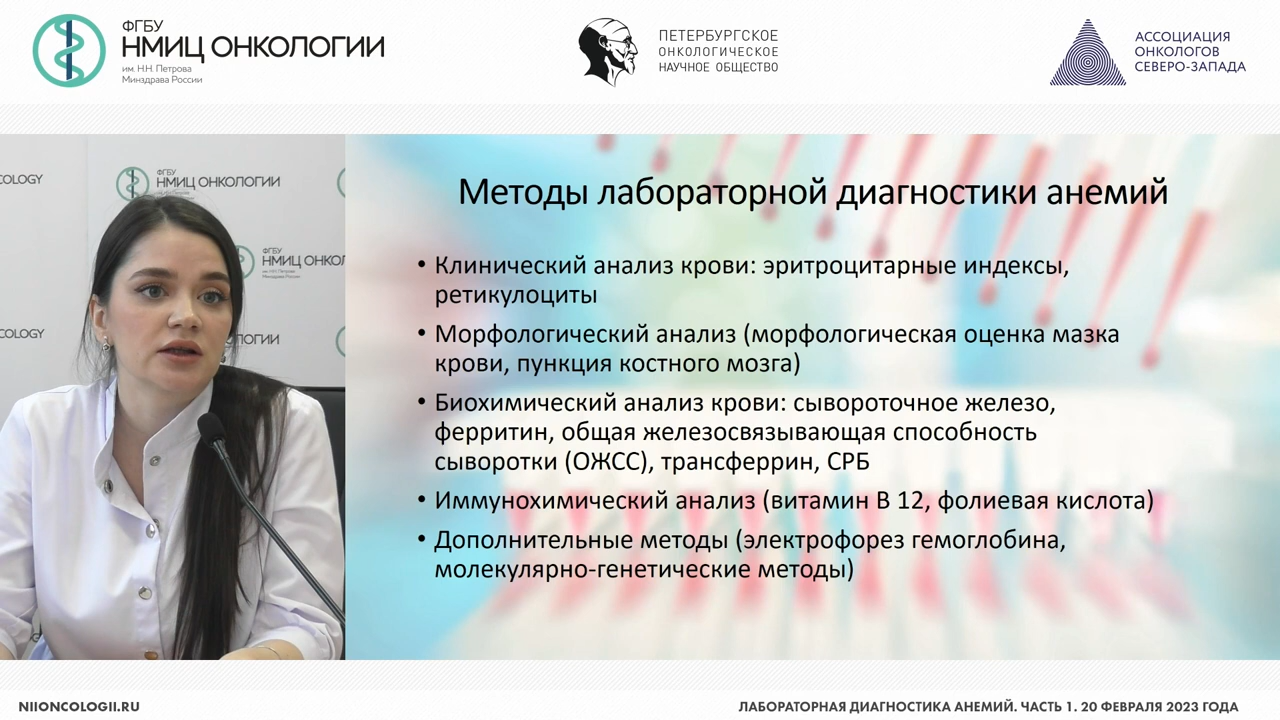 ФГБУ
НМИЦ ОНКОЛОГИИ
им. Н.Н. Петрова
Минздрава России
ПЕТЕРБУРГСКОЕ
ОНКОЛОГИЧЕСКОЕ
НАУЧНОЕ ОБЩЕСТВО
АССОЦИАЦИЯ
ОНКОЛОГОВ
СЕВЕРО-ЗАПАДА
COLOGY
ФГБУ
НМИЦ ОНКОЛОГИИ
ФГБУ
НМИЦ ОНКОЛ
им. Н.Н. Петрова
Минздрава России
COLOGY
ОЛОГИИ
Методы лабораторной диагностики анемий
• Клинический анализ крови: эритроцитарные индексы,
ретикулоциты
• Морфологический анализ (морфологическая оценка мазка
крови, пункция костного мозга)
• Биохимический анализ крови: сывороточное железо,
ферритин, общая железосвязывающая способность
сыворотки (ОЖСС), трансферрин, СРБ
• Иммунохимический анализ (витамин В 12, фолиевая кислота)
• Дополнительные методы (электрофорез гемоглобина,
молекулярно-генетические методы)
NIIONCOLOGII.RU
ЛАБОРАТОРНАЯ ДИАГНОСТИКА АНЕМИЙ. ЧАСТЬ 1. 20 ФЕВРАЛЯ 2023 ГОДА